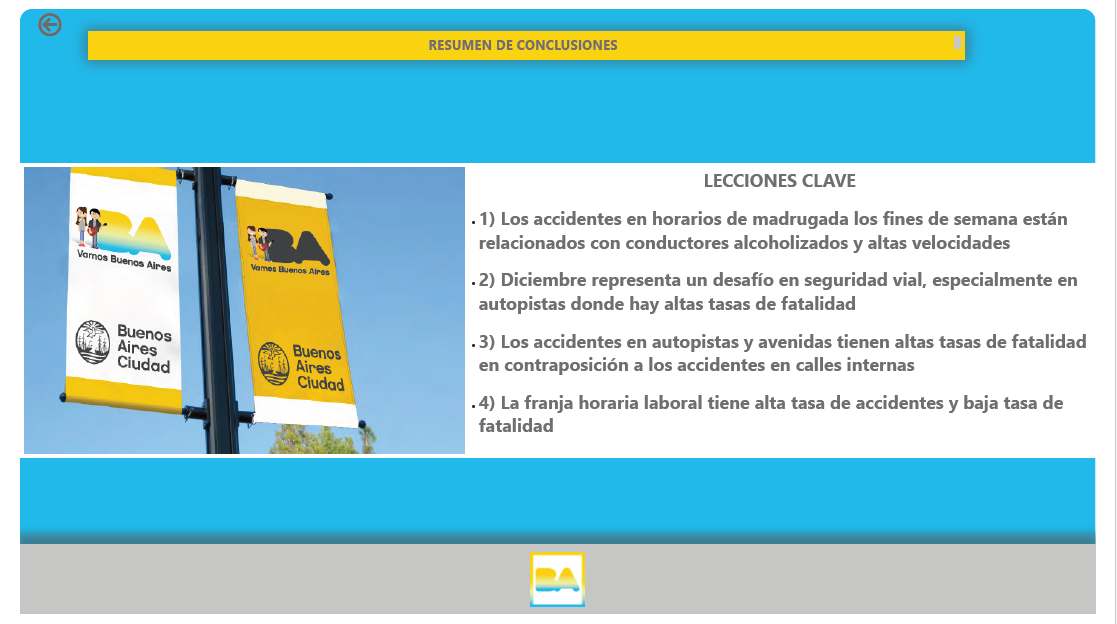 RESUMEN DE CONCLUSIONES
BA
Vamos Buenos Aires
Buenos
Aires
Ciudad
BA
Vamos Buenos Aires
Buenos
Aires
Ciudad
LECCIONES CLAVE
. 1) Los accidentes en horarios de madrugada los fines de semana están
relacionados con conductores alcoholizados y altas velocidades
. 2) Diciembre representa un desafío en seguridad vial, especialmente en
autopistas donde hay altas tasas de fatalidad
. 3) Los accidentes en autopistas y avenidas tienen altas tasas de fatalidad
en contraposición a los accidentes en calles internas
. 4) La franja horaria laboral tiene alta tasa de accidentes y baja tasa de
fatalidad
BA